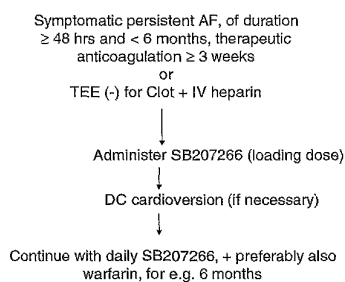 Symptomatic persistent AF, of duration
≥ 48 hrs and < 6 months, therapeutic
anticoagulation ≥ 3 weeks
or
TEE (-) for Clot + IV heparin
Administer SB207266 (loading dose)
DC cardioversion (if necessary)
Continue with daily SB207266, + preferably also
warfarin, for e.g. 6 months